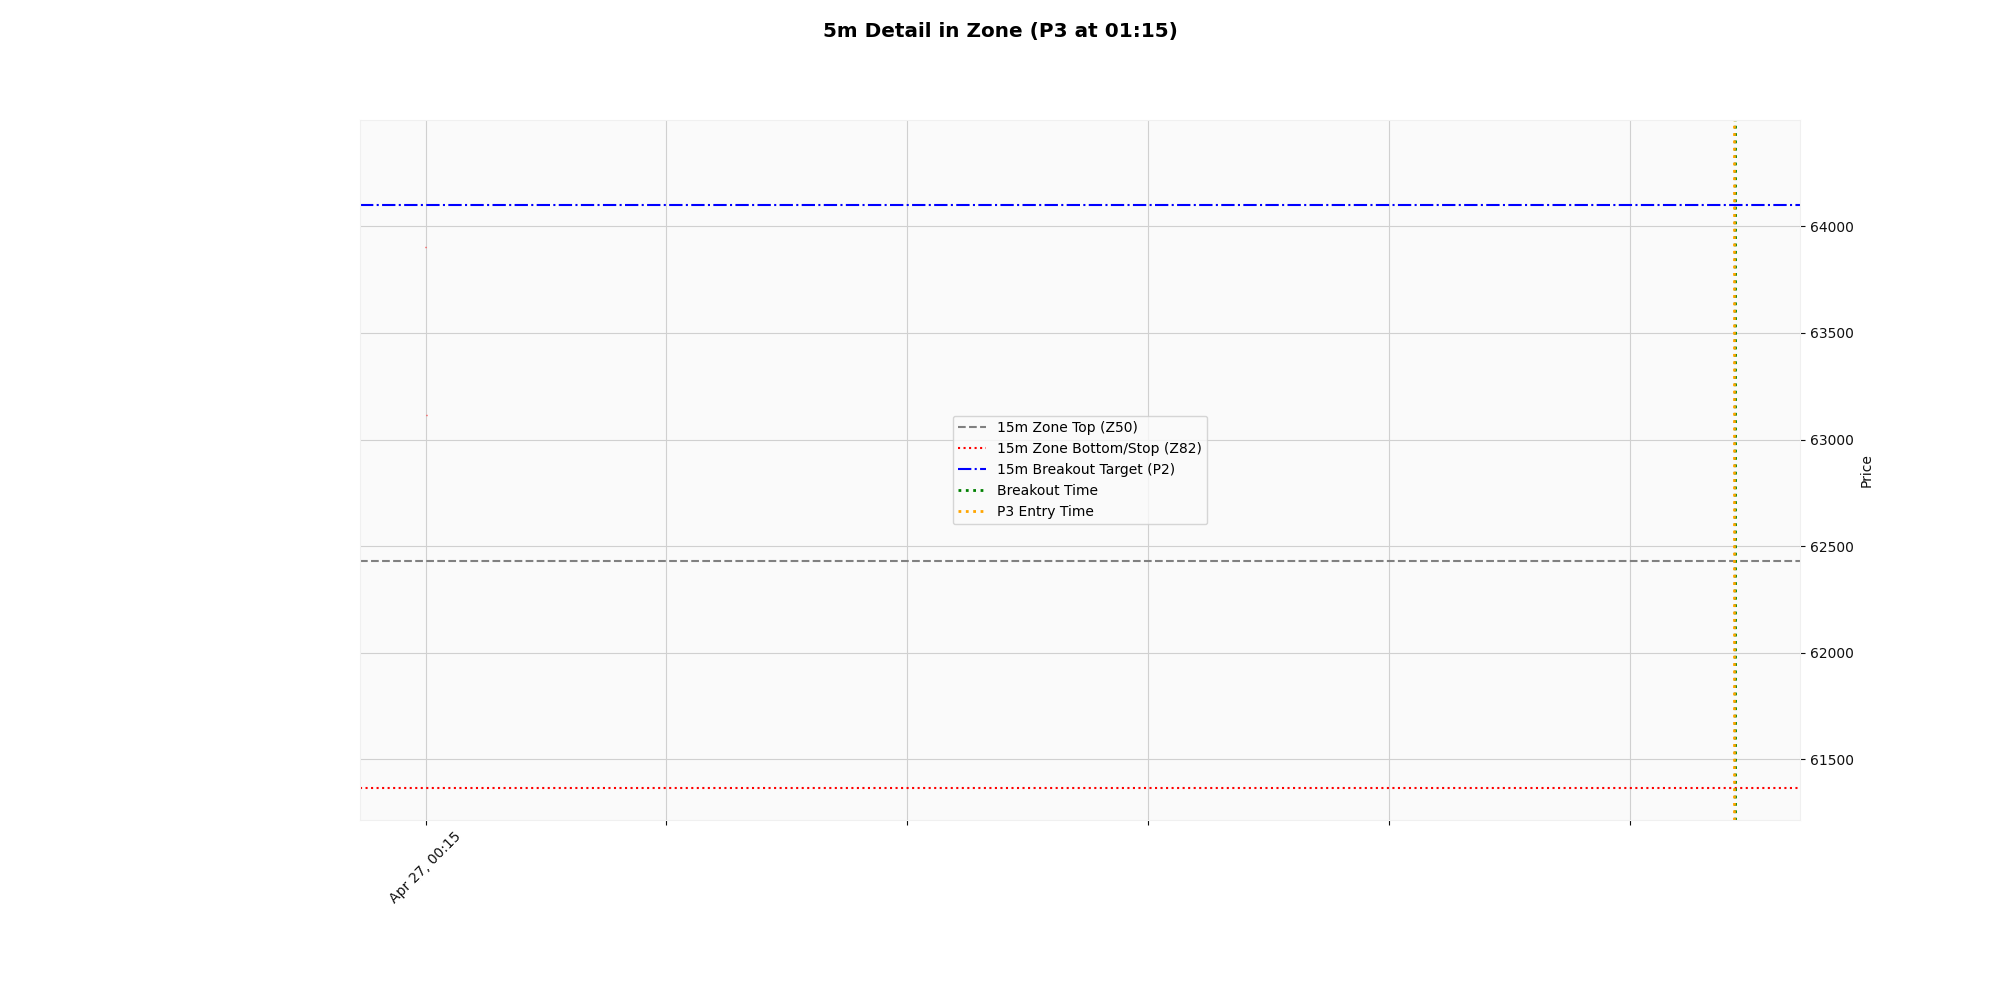 5m Detail in Zone (P3 at 01:15)
64000
63500
63000
62500
62000
61500
Price
15m Zone Top (Z50)
15m Zone Bottom/Stop (Z82)
15m Breakout Target (P2)
Breakout Time
P3 Entry Time
Apr 27, 00:15